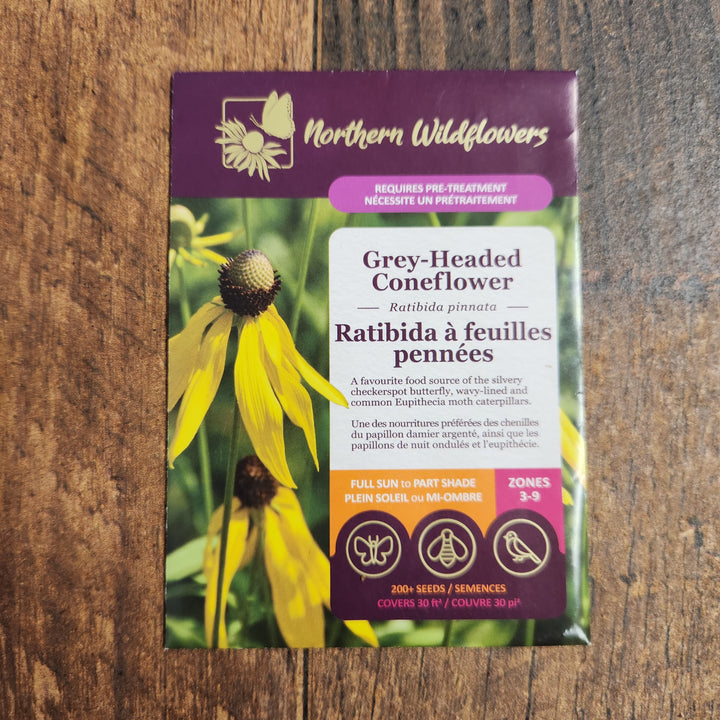 Northern Wildflowers
REQUIRES PRE-TREATMENT
NÉCESSITE UN PRÉTRAITEMENT
Grey-Headed
Coneflower
Ratibida pinnata
Ratibida à feuilles
pennées
A favourite food source of the silvery
checkerspot butterfly, wavy-lined and
common Eupithecia moth caterpillars.
Une des nourritures préférées des chenilles
du papillon damier argenté, ainsi que les
papillons de nuit ondulés et l'eupithécie.
FULL SUN to PART SHADE
PLEIN SOLEIL ou MI-OMBRE
ZONES
3-9
200+ SEEDS / SEMENCES
COVERS 30 ft² / COUVRE 30 pi²